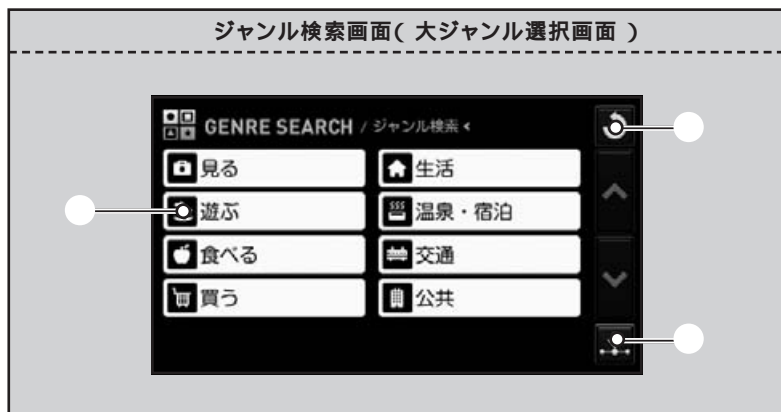 ジャンル検索画面( 大ジャンル選択画面 )
GENRE SEARCH / ジャンル検索
見る
生活
遊ぶ
温泉・宿泊
食べる
交通
買う
公共